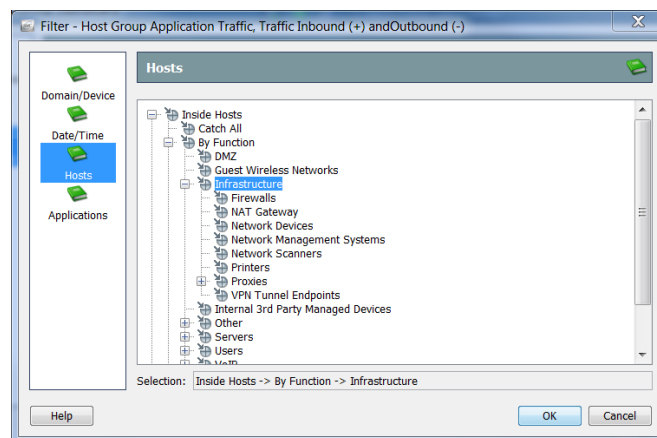 Filter - Host Group Application Traffic, Traffic Inbound (+) andOutbound (-)
Domain/Device
Date/Time
Hosts
Applications
Hosts
Inside Hosts
Catch All
By Function
DMZ
Guest Wireless Networks
Infrastructure
Firewalls
NAT Gateway
Network Devices
Network Management Systems
Network Scanners
Printers
Proxies
VPN Tunnel Endpoints
Internal 3rd Party Managed Devices
Other
Servers
Users
VoIP
Selection: Inside Hosts -> By Function -> Infrastructure
Help OK Cancel